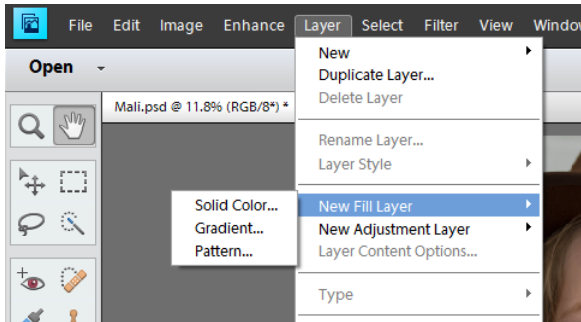 File Edit Image Enhance Layer Select Filter View Windo
Open
Mali.psd @ 11.8% (RGB/8*) *
New
Duplicate Layer...
Delete Layer
Rename Layer...
Layer Style
New Fill Layer
Solid Color...
Gradient...
Pattern...
New Adjustment Layer
Layer Content Options...
Type